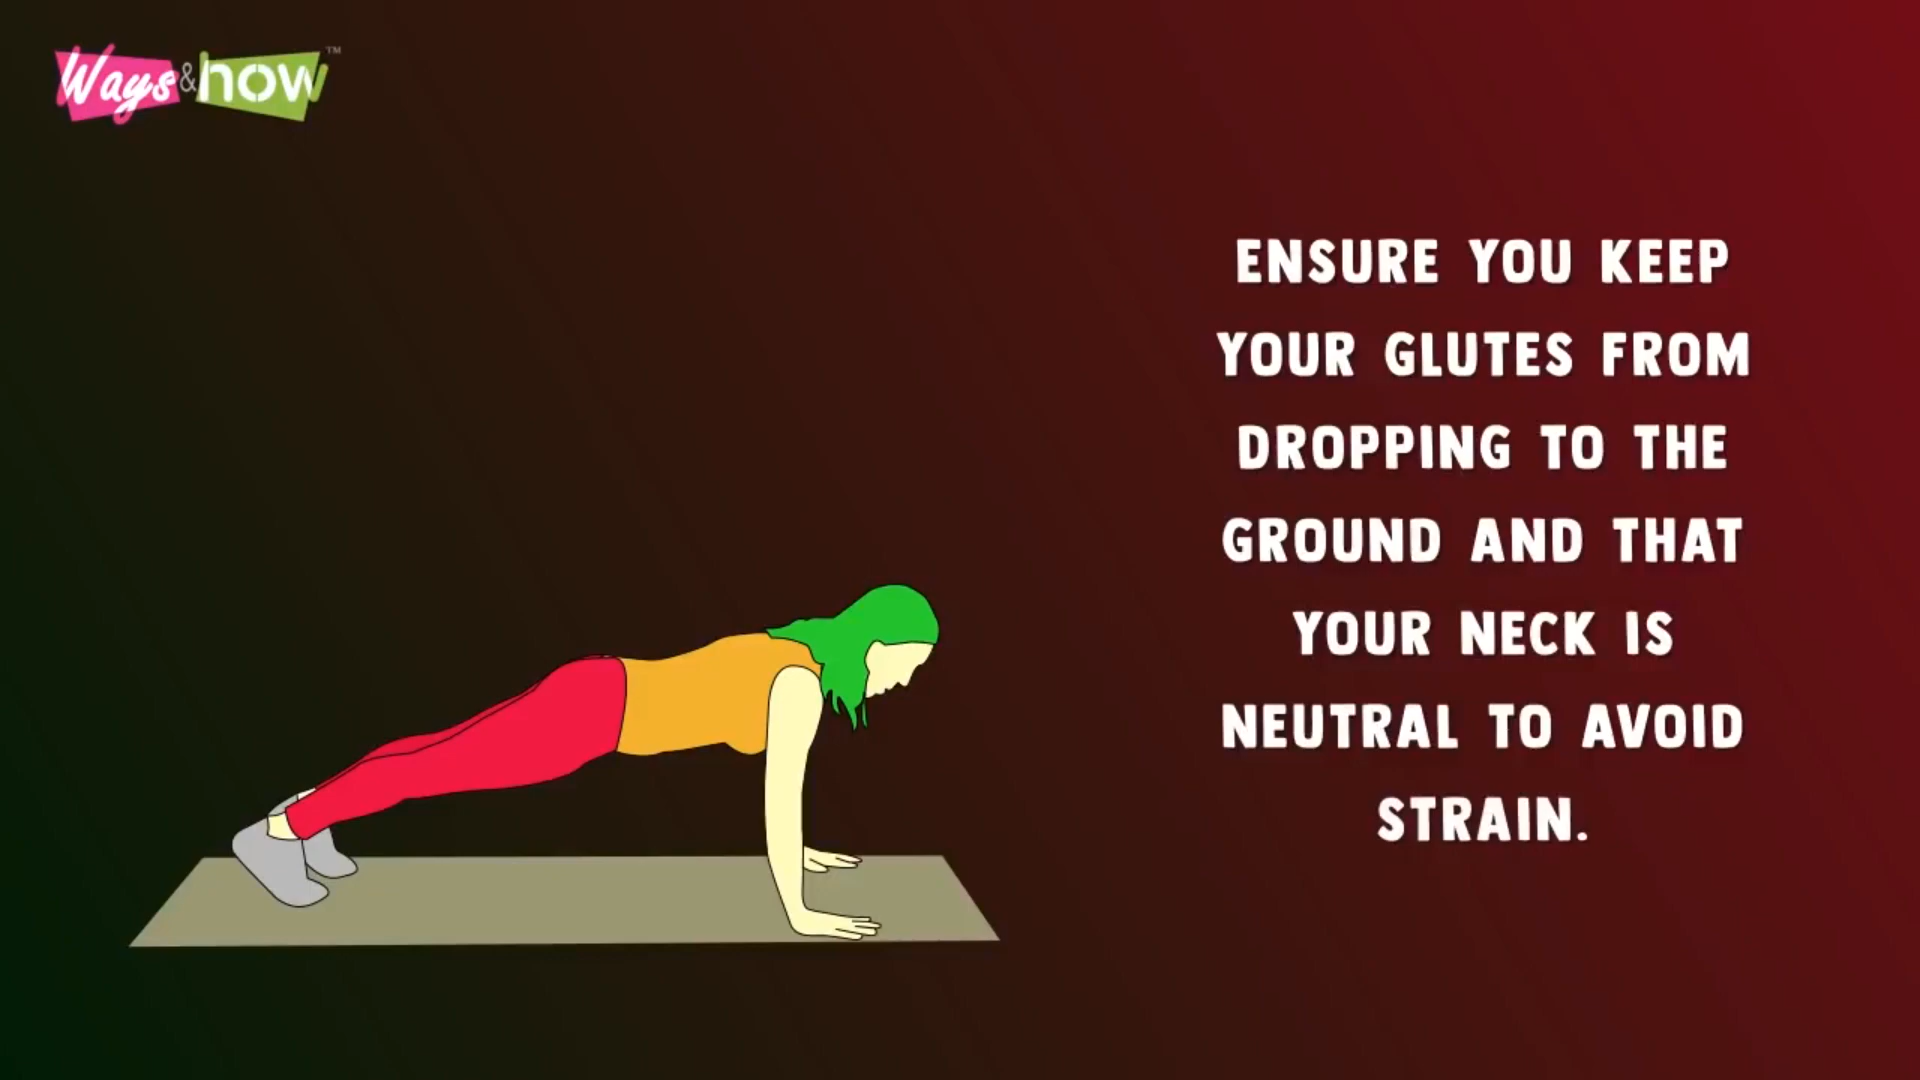 Ways & how ™
ENSURE YOU KEEP
YOUR GLUTES FROM
DROPPING TO THE
GROUND AND THAT
YOUR NECK IS
NEUTRAL TO AVOID
STRAIN.